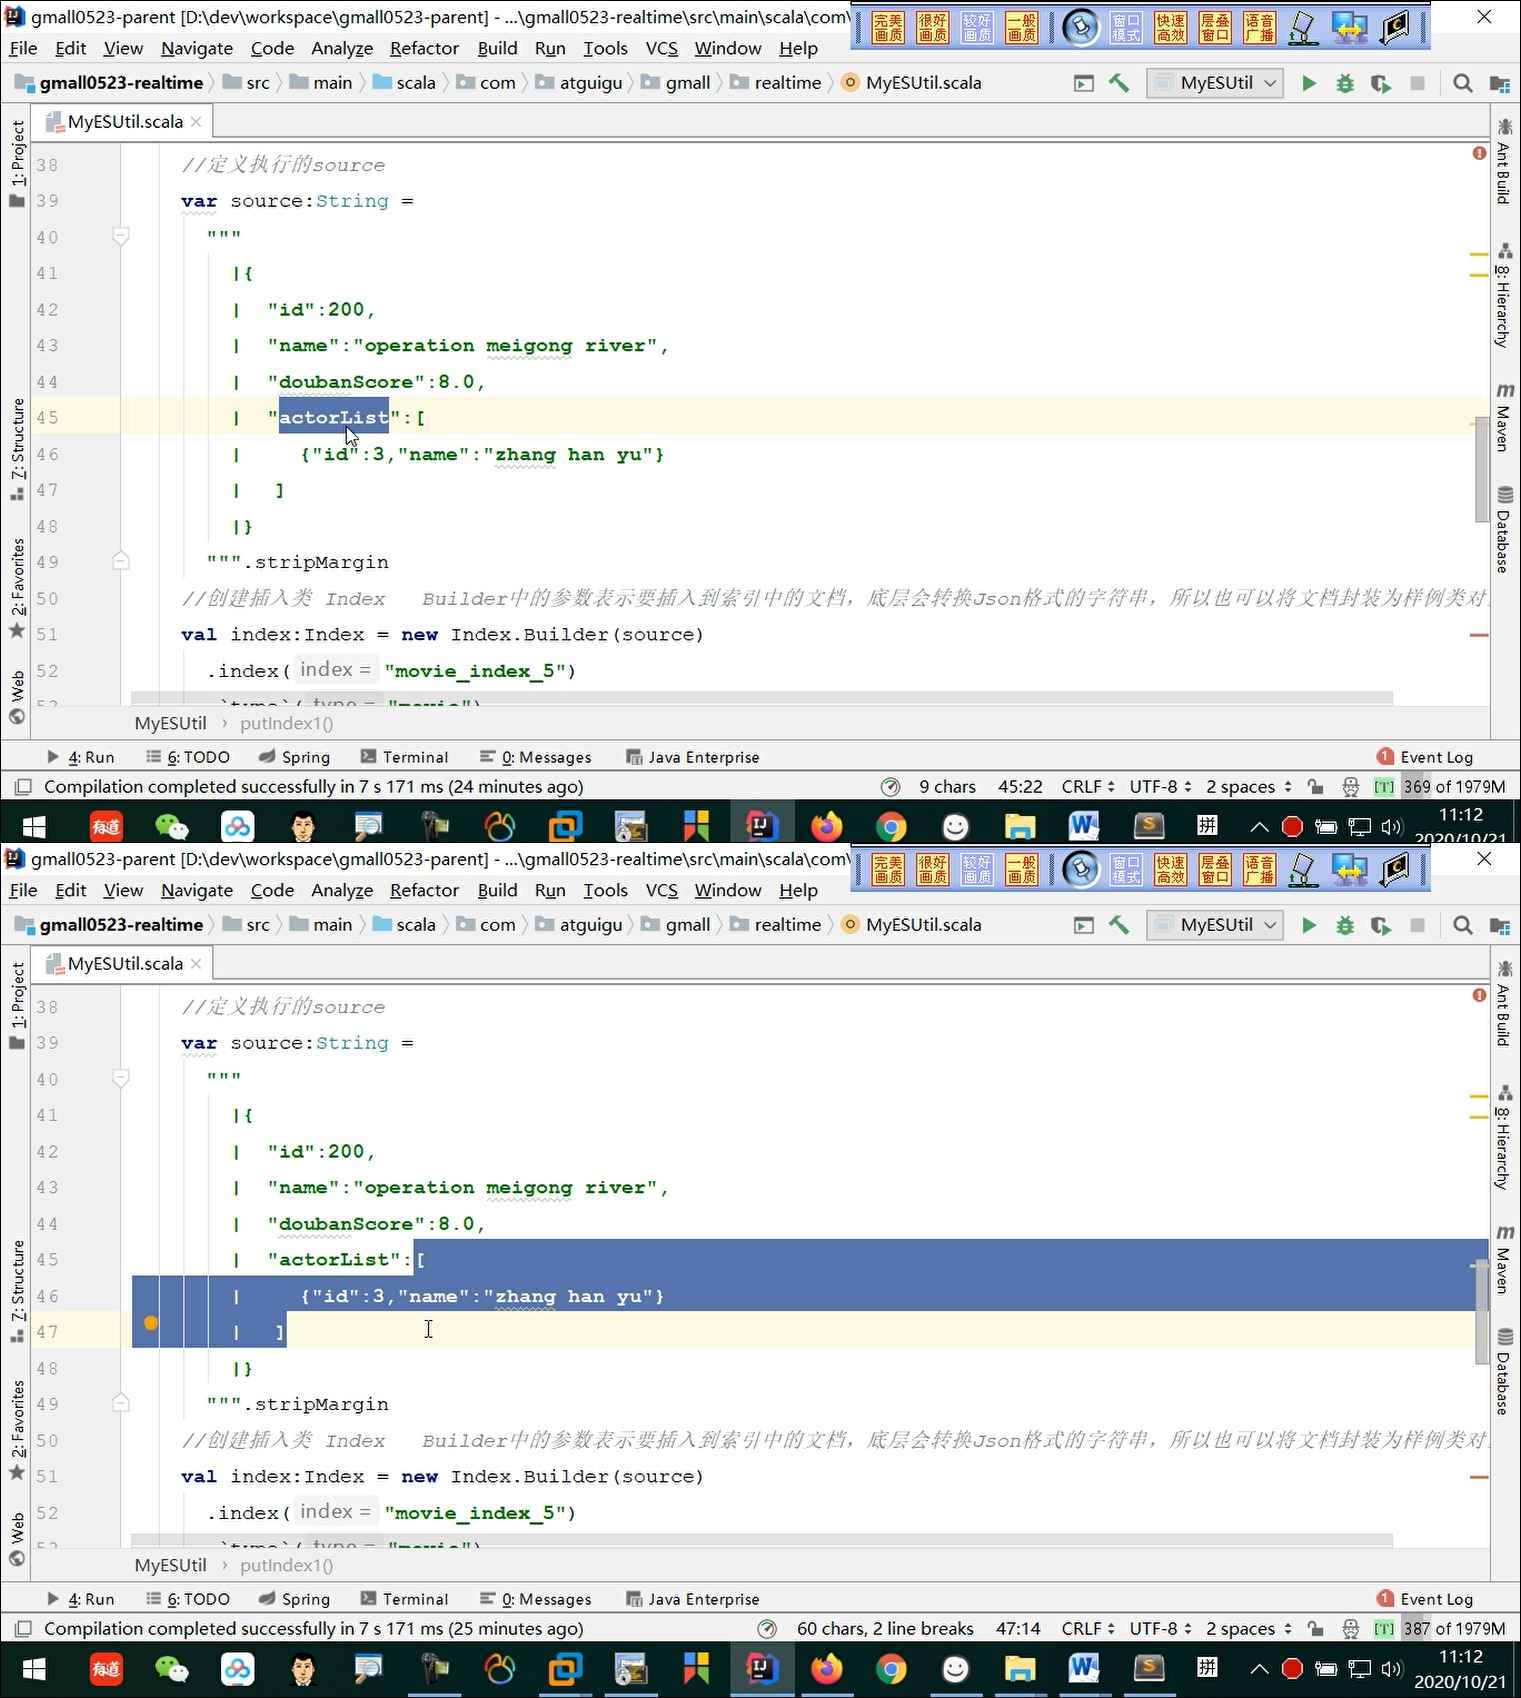 gmall0523-parent [D:\dev\workspace\gmall0523-parent] - ...\gmall0523-realtime\src\main\scala\com\
完美画质 很好画质 较好画质 一般画质 窗口模式 快速高效 层叠窗口 语音广播
File Edit View Navigate Code Analyze Refactor Build Run Tools VCS Window Help
gmall0523-realtime src main scala com atguigu gmall realtime MyESUtil.scala MyESUtil
MyESUtil.scala
1: Project
7: Structure
2: Favorites
Web
Ant Build
8: Hierarchy
Maven
Database
38 //定义执行的source
39 var source:String =
40 """
41 |{
42 | "id":200,
43 | "name":"operation meigong river",
44 | "doubanScore":8.0,
45 | "actorList":[
46 | {"id":3,"name":"zhang han yu"}
47 | ]
48 |}
49 """.stripMargin
50 //创建插入类 Index   Builder中的参数表示要插入到索引中的文档，底层会转换Json格式的字符串，所以也可以将文档封装为样例类对
51 val index:Index = new Index.Builder(source)
52 .index( index = "movie_index_5")
53 .`type`( type = "movie")
MyESUtil › putIndex1()
4: Run 6: TODO Spring Terminal 0: Messages Java Enterprise 1 Event Log
Compilation completed successfully in 7 s 171 ms (24 minutes ago) 9 chars 45:22 CRLF UTF-8 2 spaces [T] 369 of 1979M
有道 拼 11:12
2020/10/21
gmall0523-parent [D:\dev\workspace\gmall0523-parent] - ...\gmall0523-realtime\src\main\scala\com\
完美画质 很好画质 较好画质 一般画质 窗口模式 快速高效 层叠窗口 语音广播
File Edit View Navigate Code Analyze Refactor Build Run Tools VCS Window Help
gmall0523-realtime src main scala com atguigu gmall realtime MyESUtil.scala MyESUtil
MyESUtil.scala
1: Project
7: Structure
2: Favorites
Web
Ant Build
8: Hierarchy
Maven
Database
38 //定义执行的source
39 var source:String =
40 """
41 |{
42 | "id":200,
43 | "name":"operation meigong river",
44 | "doubanScore":8.0,
45 | "actorList":[
46 | {"id":3,"name":"zhang han yu"}
47 | ]
48 |}
49 """.stripMargin
50 //创建插入类 Index   Builder中的参数表示要插入到索引中的文档，底层会转换Json格式的字符串，所以也可以将文档封装为样例类对
51 val index:Index = new Index.Builder(source)
52 .index( index = "movie_index_5")
53 .`type`( type = "movie")
MyESUtil › putIndex1()
4: Run 6: TODO Spring Terminal 0: Messages Java Enterprise 1 Event Log
Compilation completed successfully in 7 s 171 ms (25 minutes ago) 60 chars, 2 line breaks 47:14 CRLF UTF-8 2 spaces [T] 387 of 1979M
有道 拼 11:12
2020/10/21